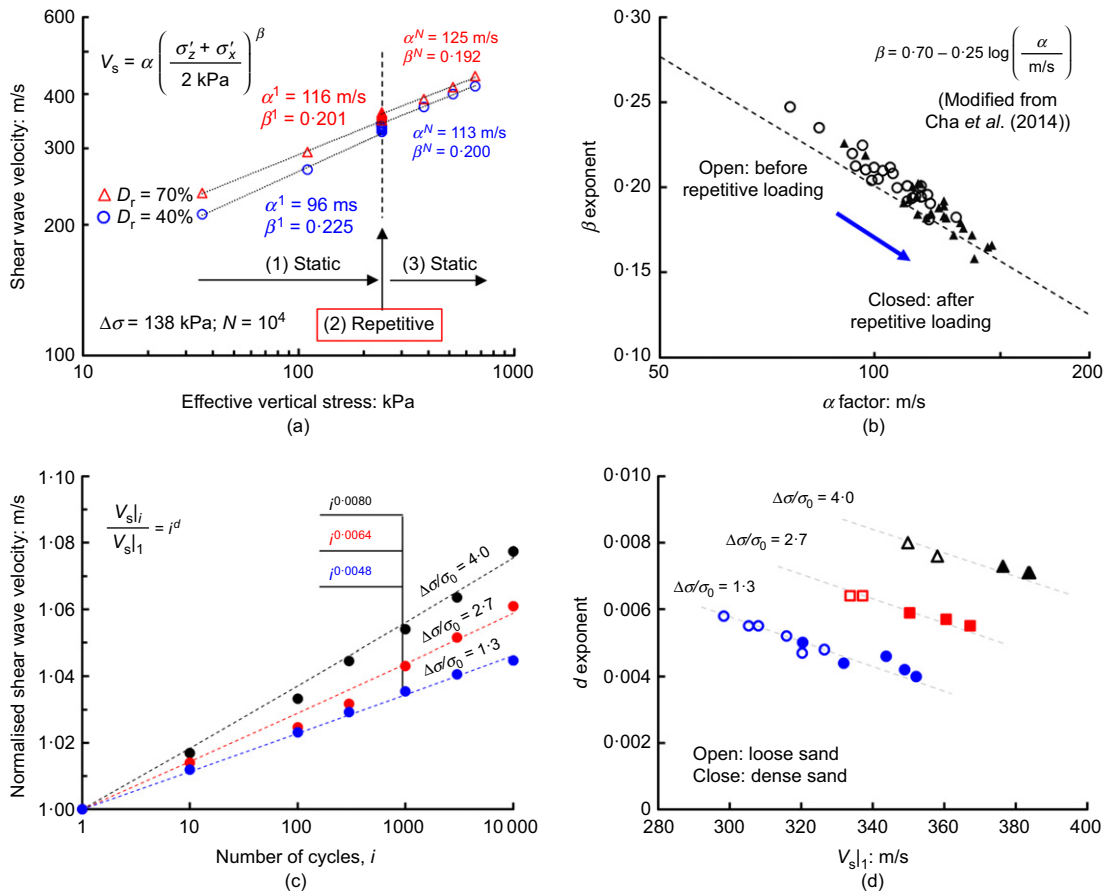 600
500
400
300
200
100
10
100
1000
Shear wave velocity: m/s
Effective vertical stress: kPa
(a)
Vs = α (σ′z + σ′x / 2 kPa)^β
α^N = 125 m/s
β^N = 0·192
α^1 = 116 m/s
β^1 = 0·201
α^N = 113 m/s
β^N = 0·200
Dr = 70%
Dr = 40%
α^1 = 96 ms
β^1 = 0·225
(1) Static
(3) Static
(2) Repetitive
Δσ = 138 kPa; N = 10^4
0·30
0·25
0·20
0·15
0·10
50
100
200
β exponent
α factor: m/s
(b)
β = 0·70 – 0·25 log(α / m/s)
(Modified from
Cha et al. (2014))
Open: before
repetitive loading
Closed: after
repetitive loading
1·10
1·08
1·06
1·04
1·02
1·00
1
10
100
1000
10 000
Normalised shear wave velocity: m/s
Number of cycles, i
(c)
Vs|i / Vs|1 = i^d
i^0·0080
i^0·0064
i^0·0048
Δσ/σ0 = 4·0
Δσ/σ0 = 2·7
Δσ/σ0 = 1·3
0·010
0·008
0·006
0·004
0·002
0
280
300
320
340
360
380
400
d exponent
Vs|1: m/s
(d)
Δσ/σ0 = 4·0
Δσ/σ0 = 2·7
Δσ/σ0 = 1·3
Open: loose sand
Close: dense sand